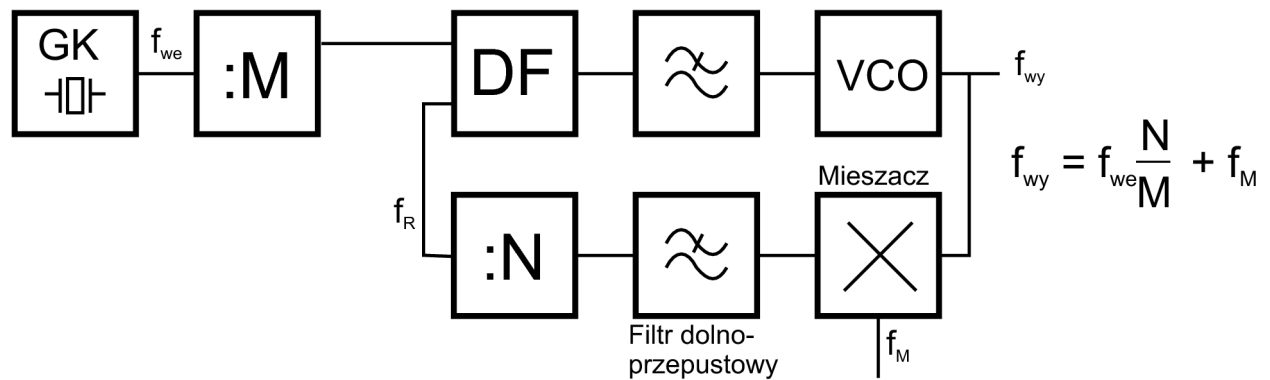 GK
f_we
:M
DF
VCO
f_wy
f_wy = f_we N/M + f_M
Mieszacz
f_R
:N
Filtr dolno-
przepustowy
f_M